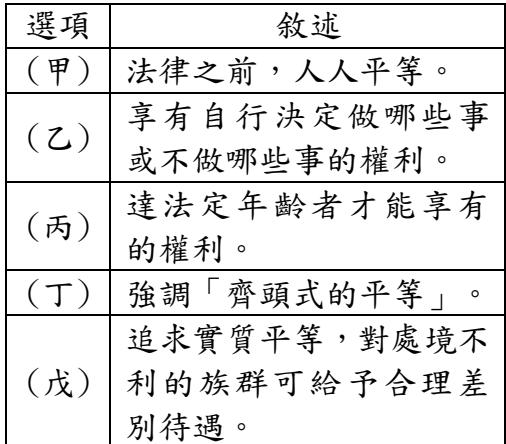 選項 敘述
（甲） 法律之前，人人平等。
（乙） 享有自行決定做哪些事
或不做哪些事的權利。
（丙） 達法定年齡者才能享有
的權利。
（丁） 強調「齊頭式的平等」。
（戊） 追求實質平等，對處境不
利的族群可給予合理差
別待遇。